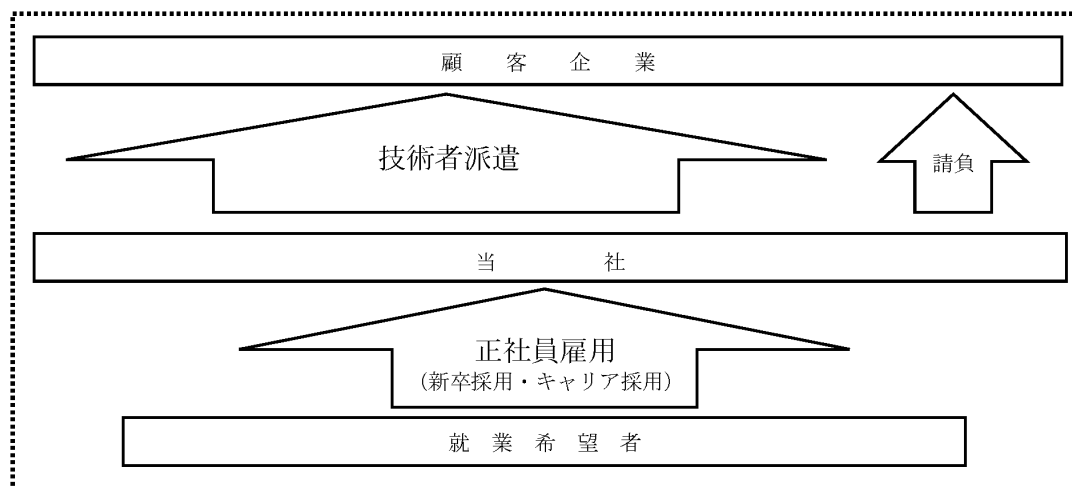 顧客企業
技術者派遣
請負
当社
正社員雇用
(新卒採用・キャリア採用)
就業希望者